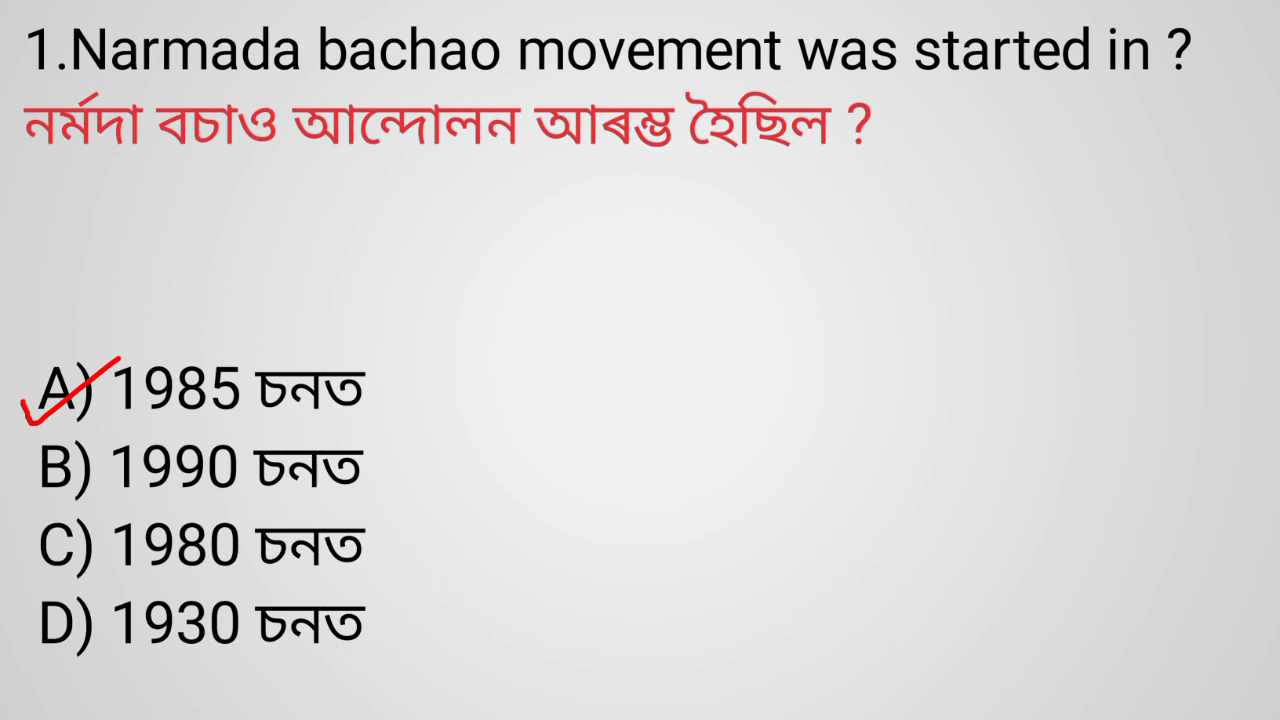 1.Narmada bachao movement was started in ?
নৰ্মদা বচাও আন্দোলন আৰম্ভ হৈছিল ?
A) 1985 চনত
B) 1990 চনত
C) 1980 চনত
D) 1930 চনত